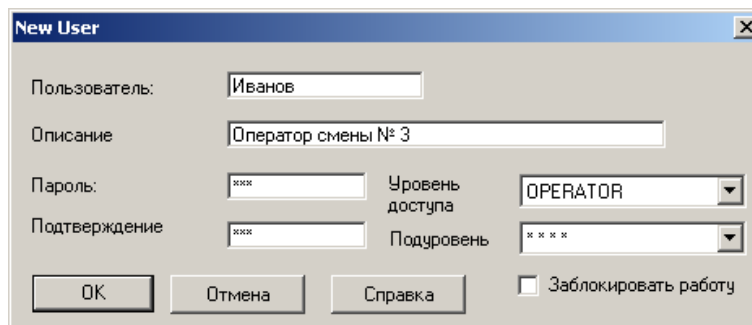 New User
Пользователь: Иванов
Описание Оператор смены № 3
Пароль: *** Уровень доступа OPERATOR
Подтверждение *** Подуровень * * * *
OK Отмена Справка Заблокировать работу